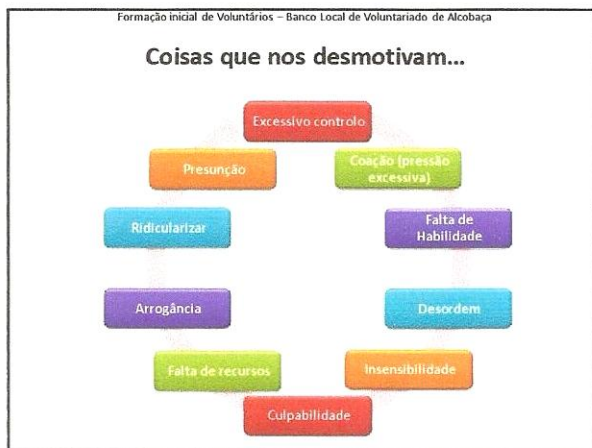 Formação inicial de Voluntários – Banco Local de Voluntariado de Alcobaça
Coisas que nos desmotivam...
Excessivo controlo
Coação (pressão
excessiva)
Falta de
Habilidade
Desordem
Insensibilidade
Culpabilidade
Falta de recursos
Arrogância
Ridicularizar
Presunção